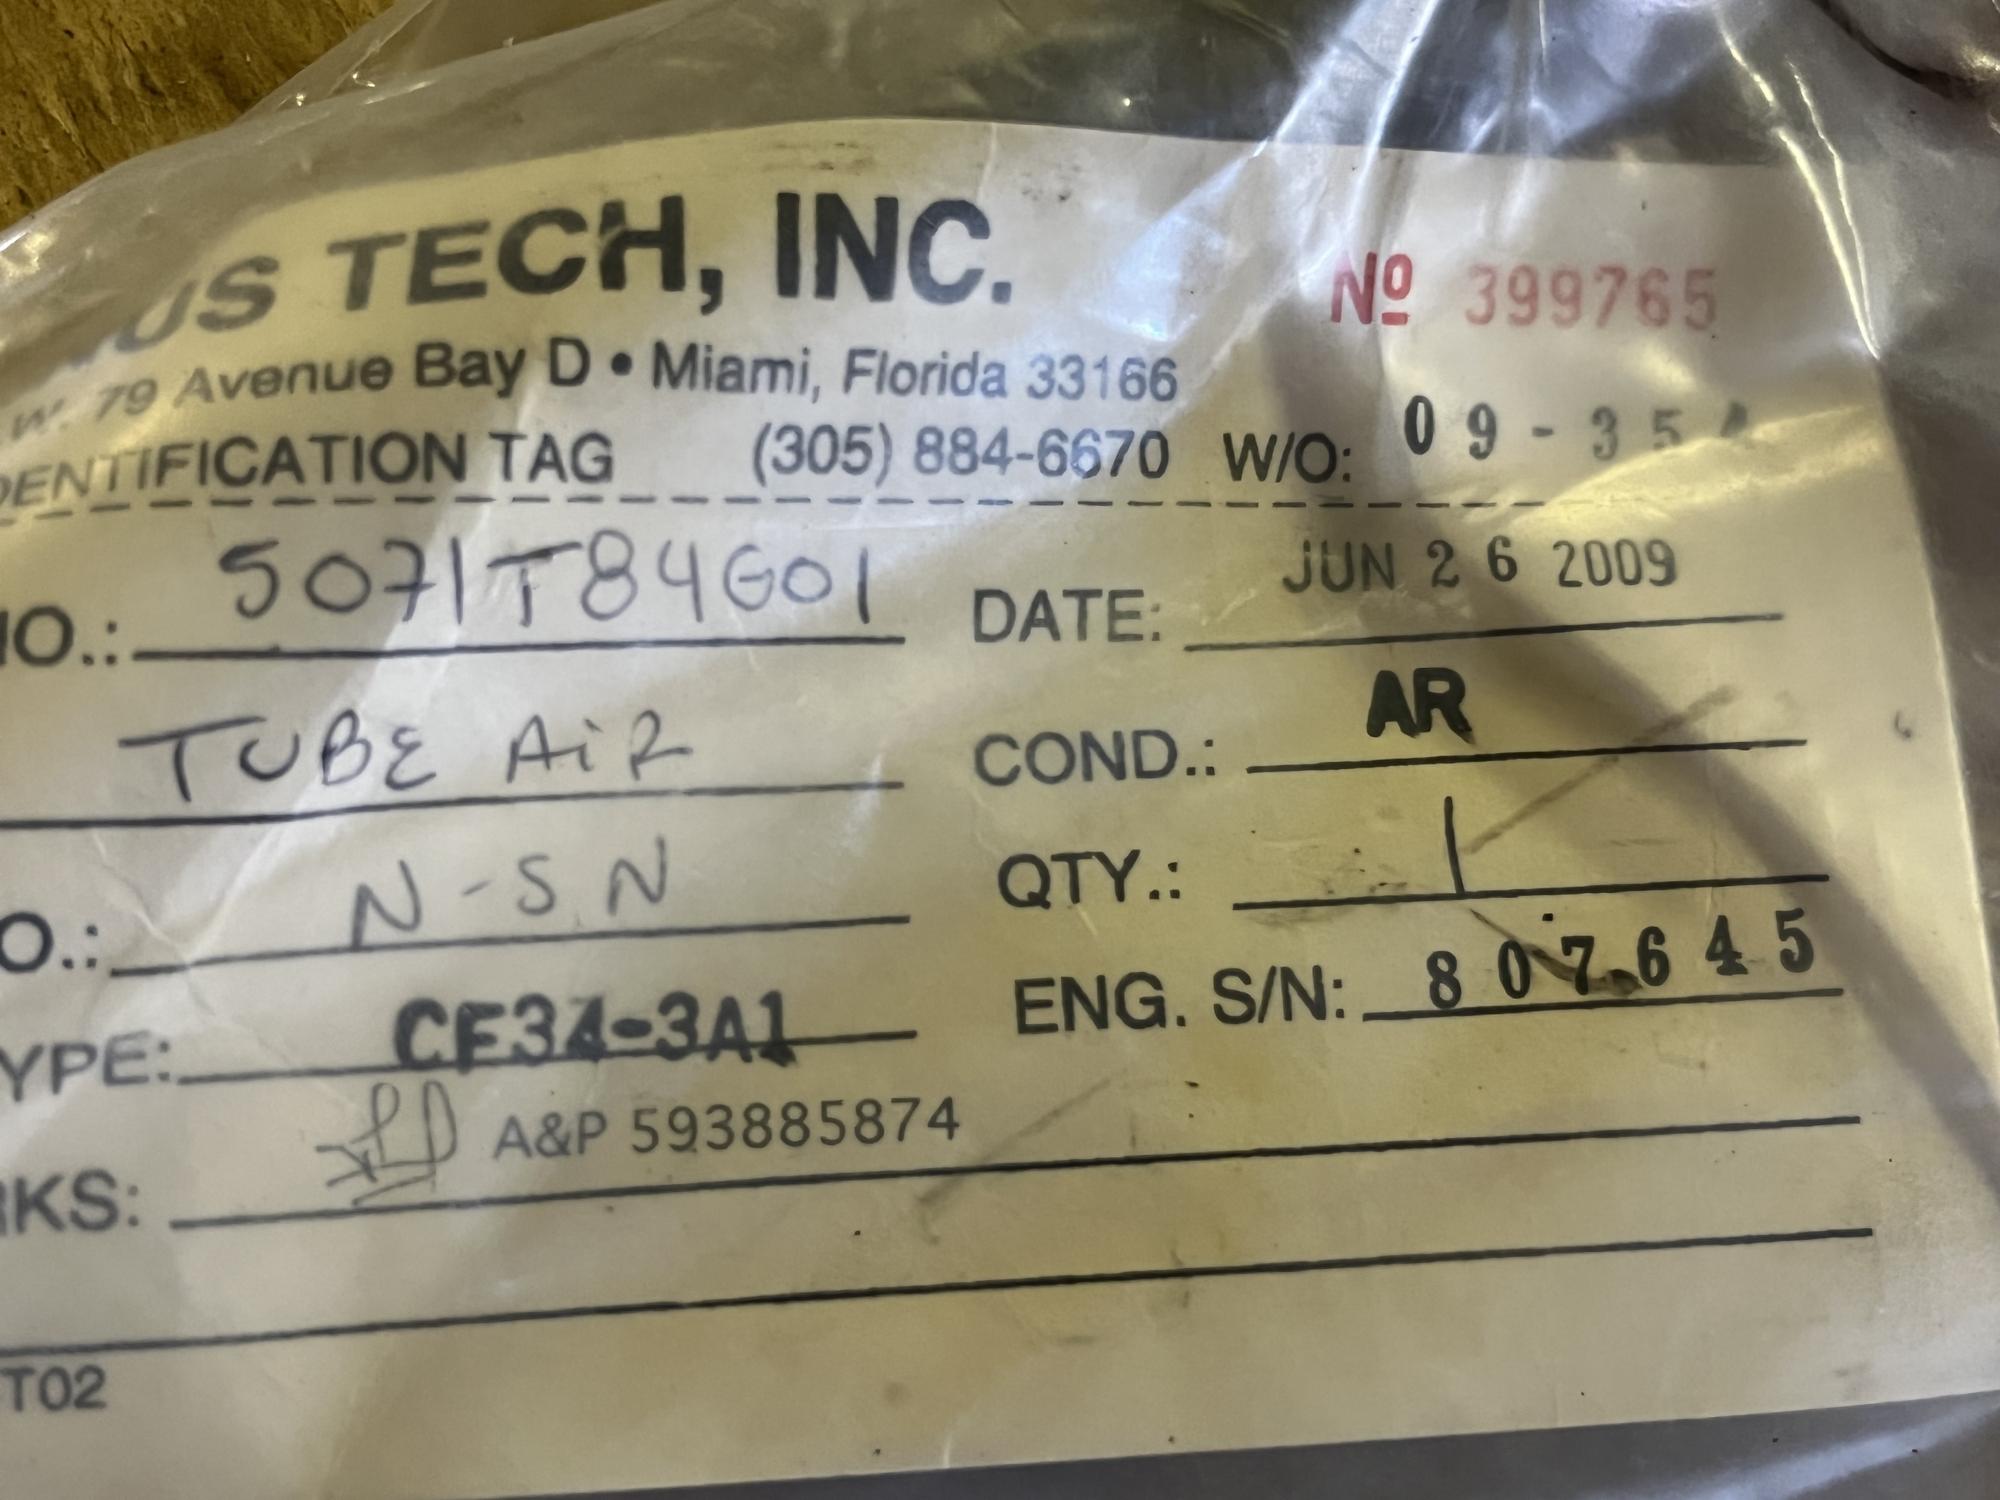 US TECH, INC.
Nº 399765
W. 79 Avenue Bay D • Miami, Florida 33166
DENTIFICATION TAG (305) 884-6670 W/O: 09-354
O.: 5071T84G01 DATE: JUN 26 2009
TUBE AiR COND.: AR
O.: N-SN QTY.: 1
YPE: CF34-3A1 ENG. S/N: 807645
RKS: A&P 593885874
T02